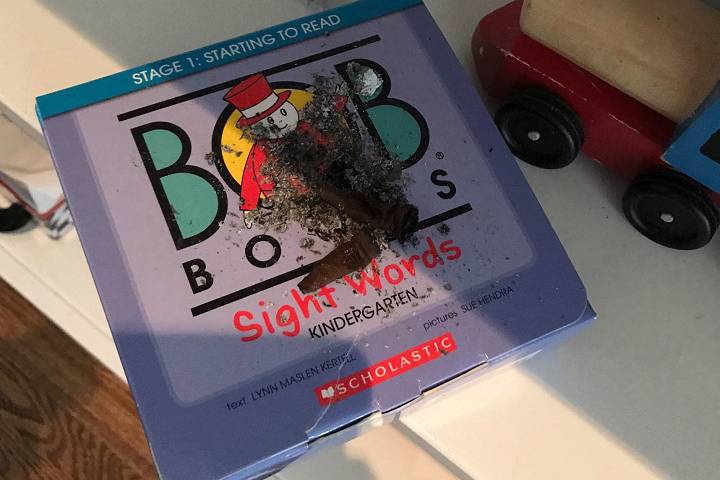 STAGE 1: STARTING TO READ
BOB
BOOKS®
Sight Words
KINDERGARTEN
text LYNN MASLEN KERTELL
pictures SUE HENDRA
SCHOLASTIC